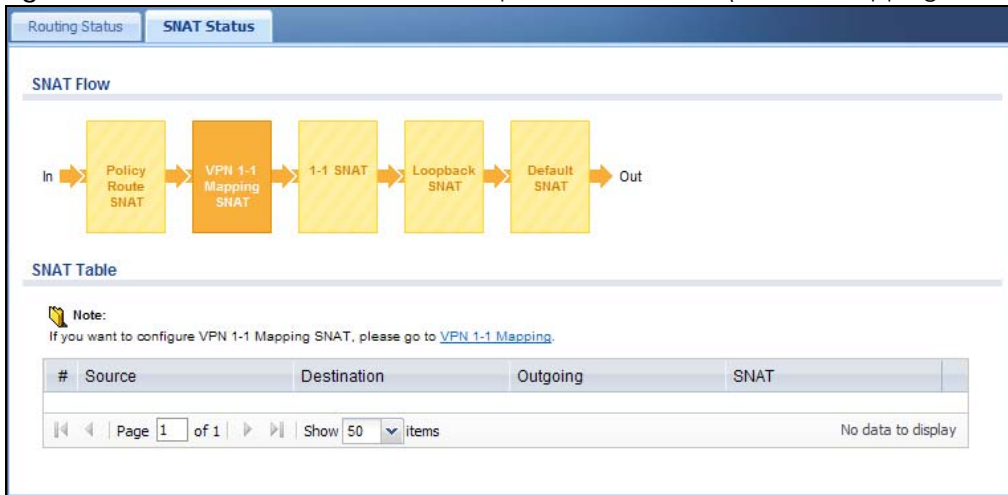 Routing Status SNAT Status
SNAT Flow
In Policy Route SNAT VPN 1-1 Mapping SNAT 1-1 SNAT Loopback SNAT Default SNAT Out
SNAT Table
Note:
If you want to configure VPN 1-1 Mapping SNAT, please go to VPN 1-1 Mapping.
# Source Destination Outgoing SNAT
Page 1 of 1 Show 50 items No data to display